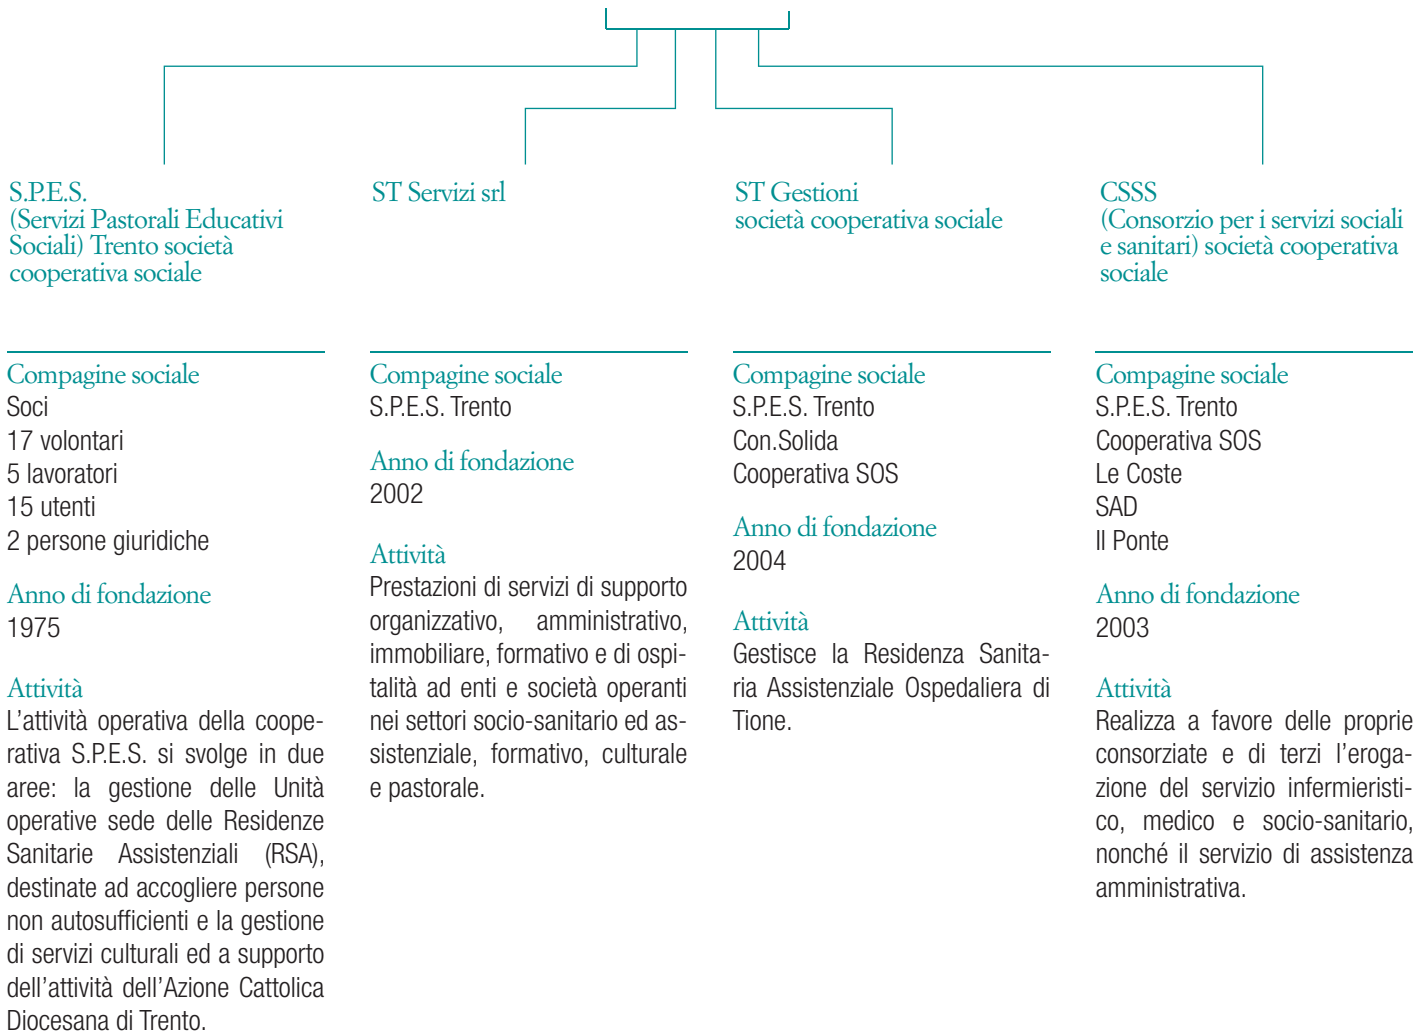 S.P.E.S.
(Servizi Pastorali Educativi
Sociali) Trento società
cooperativa sociale
Compagine sociale
Soci
17 volontari
5 lavoratori
15 utenti
2 persone giuridiche
Anno di fondazione
1975
Attività
L’attività operativa della coope-
rativa S.P.E.S. si svolge in due
aree: la gestione delle Unità
operative sede delle Residenze
Sanitarie Assistenziali (RSA),
destinate ad accogliere persone
non autosufficienti e la gestione
di servizi culturali ed a supporto
dell’attività dell’Azione Cattolica
Diocesana di Trento.
ST Servizi srl
Compagine sociale
S.P.E.S. Trento
Anno di fondazione
2002
Attività
Prestazioni di servizi di supporto
organizzativo, amministrativo,
immobiliare, formativo e di ospi-
talità ad enti e società operanti
nei settori socio-sanitario ed as-
sistenziale, formativo, culturale
e pastorale.
ST Gestioni
società cooperativa sociale
Compagine sociale
S.P.E.S. Trento
Con.Solida
Cooperativa SOS
Anno di fondazione
2004
Attività
Gestisce la Residenza Sanita-
ria Assistenziale Ospedaliera di
Tione.
CSSS
(Consorzio per i servizi sociali
e sanitari) società cooperativa
sociale
Compagine sociale
S.P.E.S. Trento
Cooperativa SOS
Le Coste
SAD
Il Ponte
Anno di fondazione
2003
Attività
Realizza a favore delle proprie
consorziate e di terzi l’eroga-
zione del servizio infermieristi-
co, medico e socio-sanitario,
nonché il servizio di assistenza
amministrativa.